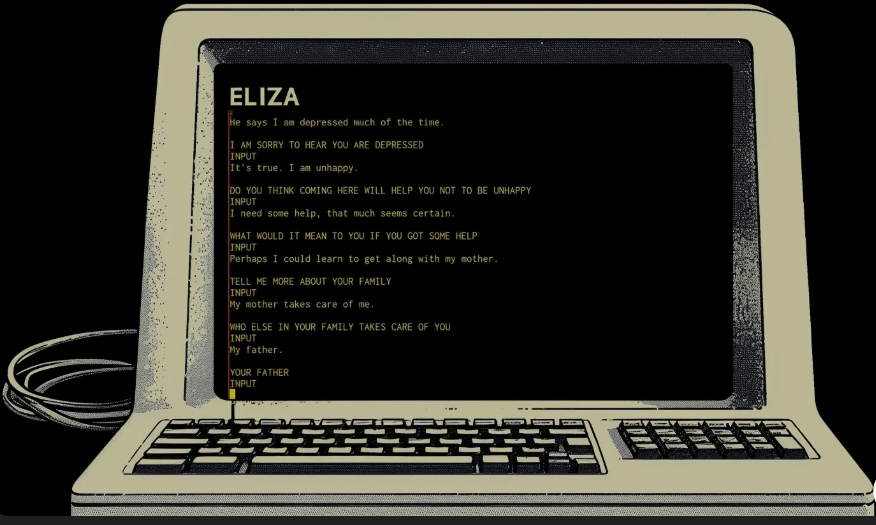 ELIZA
He says I am depressed much of the time.
I AM SORRY TO HEAR YOU ARE DEPRESSED
INPUT
It's true. I am unhappy.
DO YOU THINK COMING HERE WILL HELP YOU NOT TO BE UNHAPPY
INPUT
I need some help, that much seems certain.
WHAT WOULD IT MEAN TO YOU IF YOU GOT SOME HELP
INPUT
Perhaps I could learn to get along with my mother.
TELL ME MORE ABOUT YOUR FAMILY
INPUT
My mother takes care of me.
WHO ELSE IN YOUR FAMILY TAKES CARE OF YOU
INPUT
My father.
YOUR FATHER
INPUT